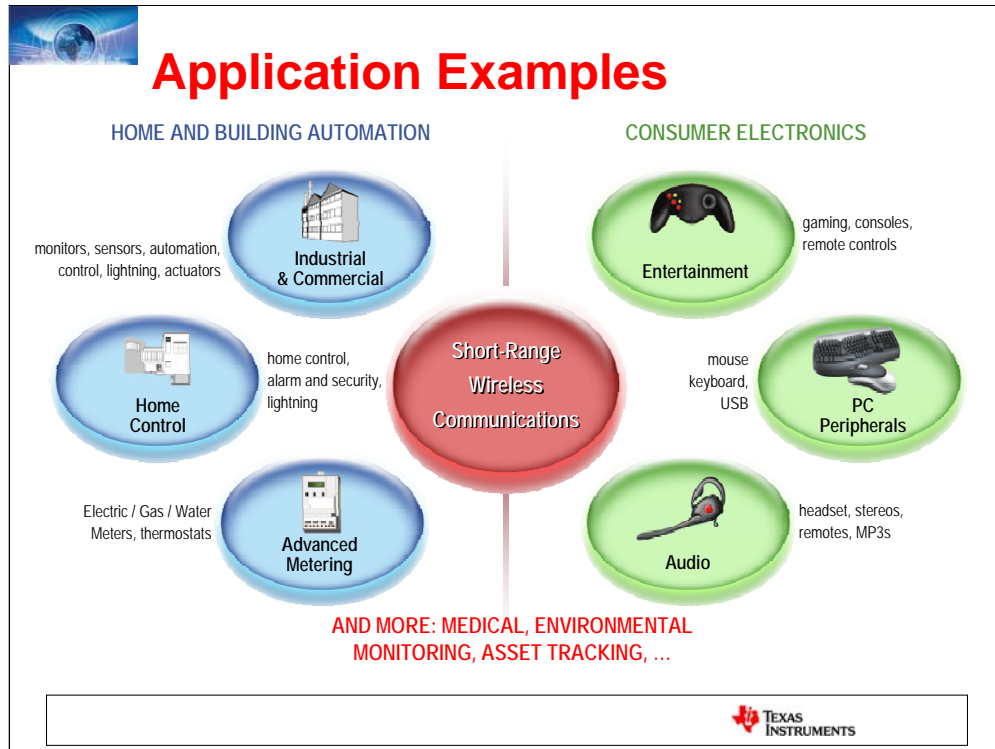 Application Examples
HOME AND BUILDING AUTOMATION
CONSUMER ELECTRONICS
monitors, sensors, automation,
control, lightning, actuators
Industrial
& Commercial
Entertainment
gaming, consoles,
remote controls
Home
Control
home control,
alarm and security,
lightning
Short-Range
Wireless
Communications
mouse
keyboard,
USB
PC
Peripherals
Electric / Gas / Water
Meters, thermostats
Advanced
Metering
Audio
headset, stereos,
remotes, MP3s
AND MORE: MEDICAL, ENVIRONMENTAL
MONITORING, ASSET TRACKING, ...
TEXAS
INSTRUMENTS